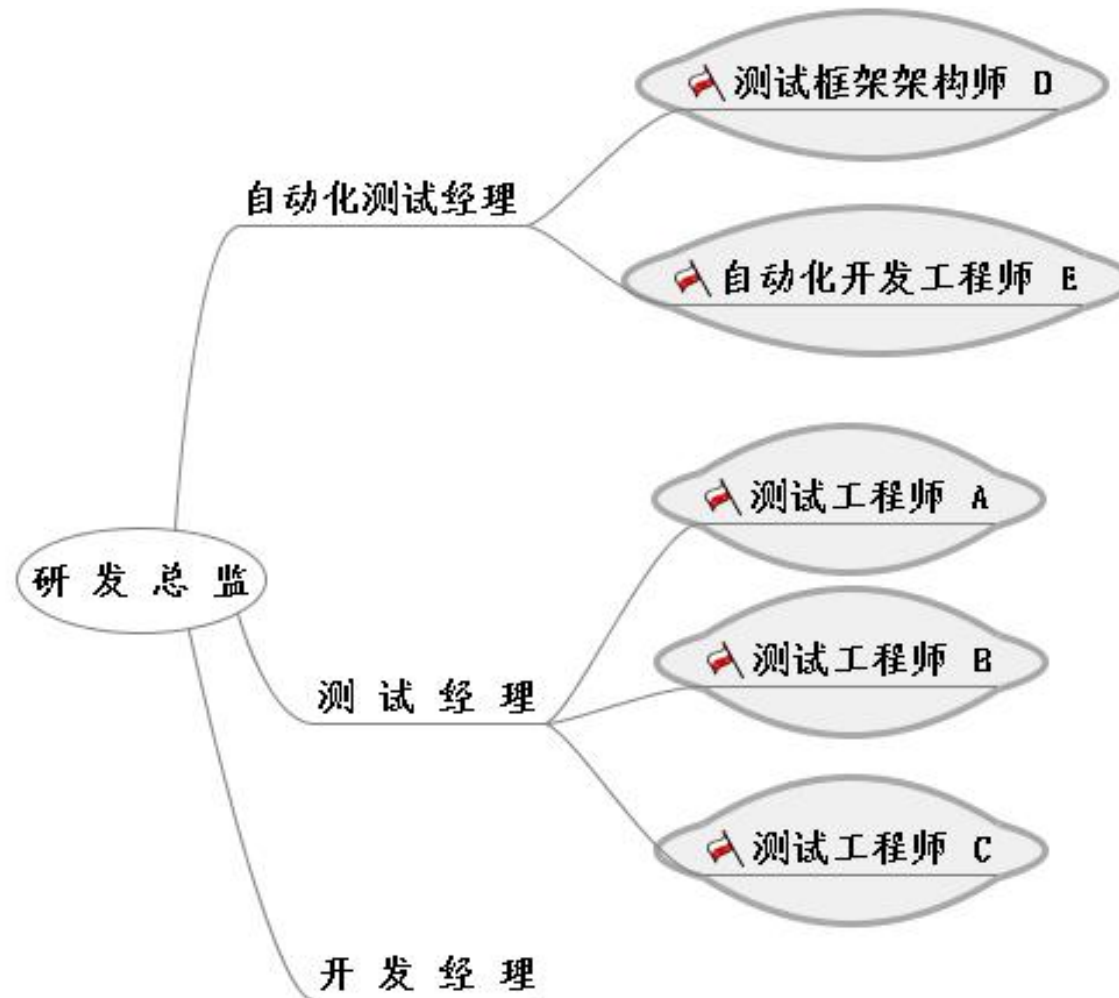 测试框架架构师 D
自动化测试经理
自动化开发工程师 E
测试工程师 A
研发总监
测试工程师 B
测试经理
测试工程师 C
开发经理